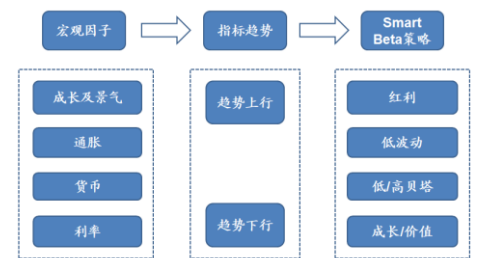 宏观因子
指标趋势
Smart
Beta策略
成长及景气
通胀
货币
利率
趋势上行
趋势下行
红利
低波动
低/高贝塔
成长/价值